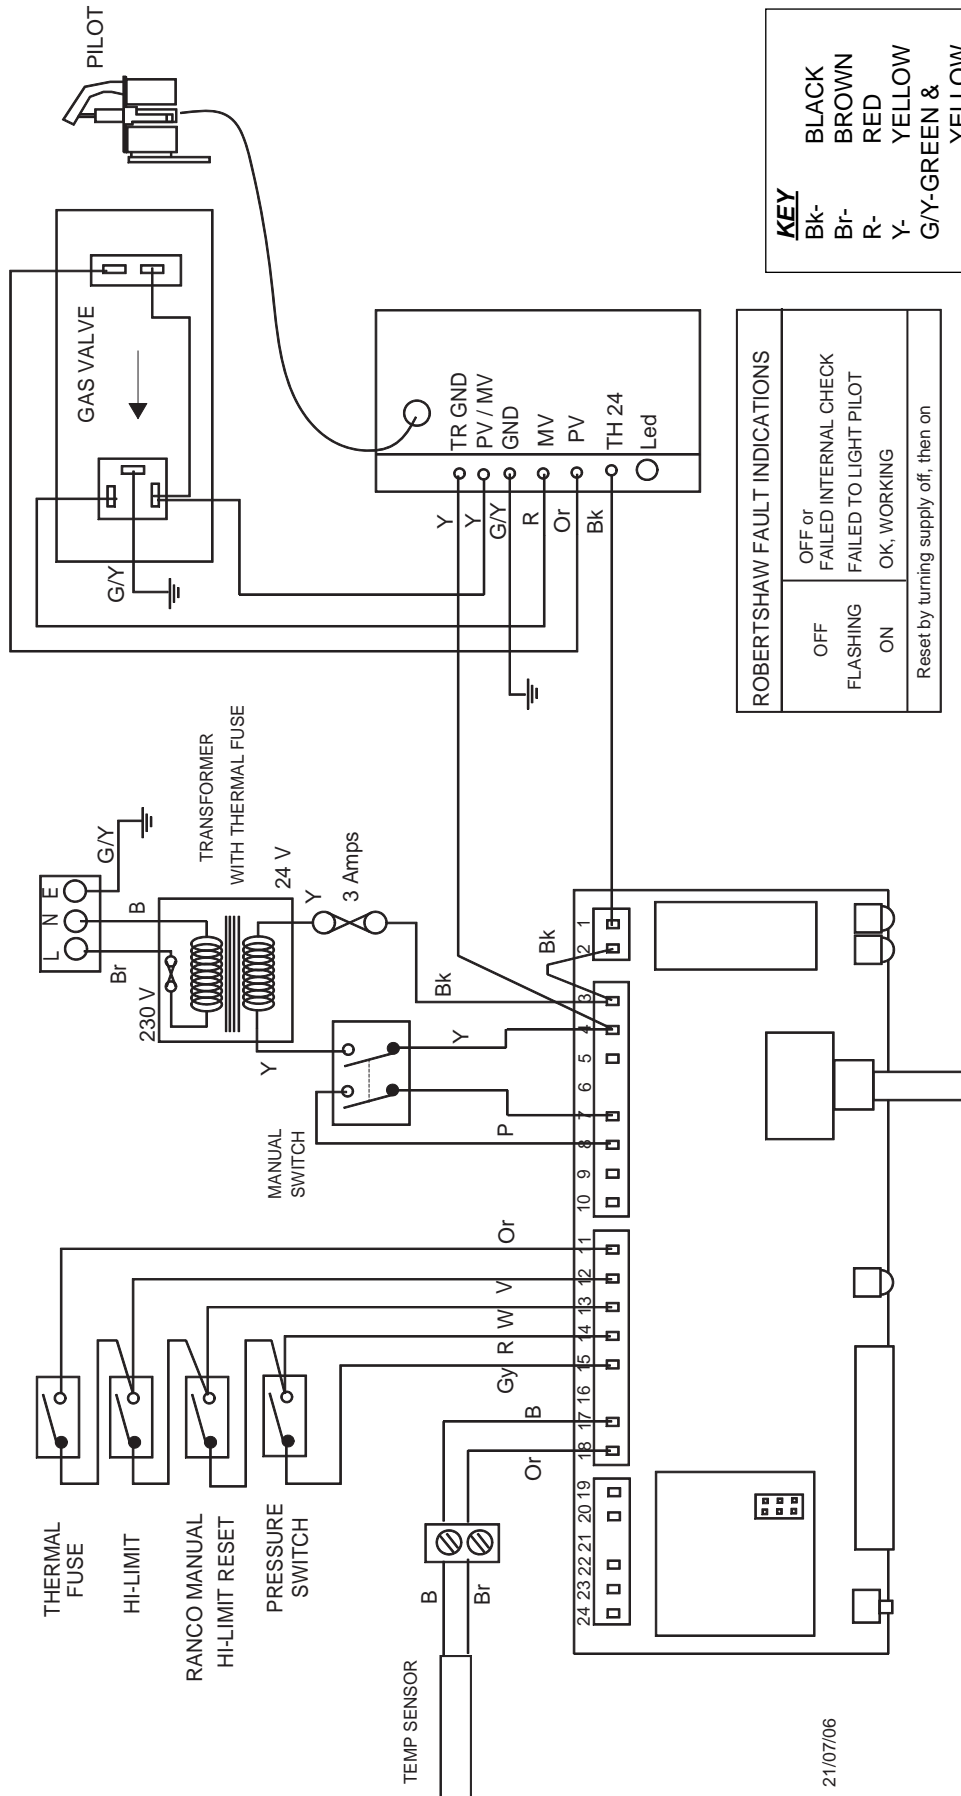 PILOT
GAS VALVE
G/Y
TR GND
PV / MV
GND
MV
PV
TH 24
Led
Y
Y
G/Y
R
Or
Bk
KEY
Bk- BLACK
Br- BROWN
R- RED
Y- YELLOW
G/Y-GREEN &
YELLOW
ROBERTSHAW FAULT INDICATIONS
OFF OFF or
FAILED INTERNAL CHECK
FLASHING FAILED TO LIGHT PILOT
ON OK, WORKING
Reset by turning supply off, then on
L N E
G/Y
B
Br
230 V
TRANSFORMER
WITH THERMAL FUSE
24 V
Y
3 Amps
Y
Bk
Bk
MANUAL
SWITCH
Y
P
THERMAL
FUSE
HI-LIMIT
RANCO MANUAL
HI-LIMIT RESET
PRESSURE
SWITCH
Or
V
W
R
Gy
B
Or
TEMP SENSOR
B
Br
24 23 22 21 20 19 18 17 16 15 14 13 12 11 10 9 8 7 6 5 4 3 2 1
21/07/06